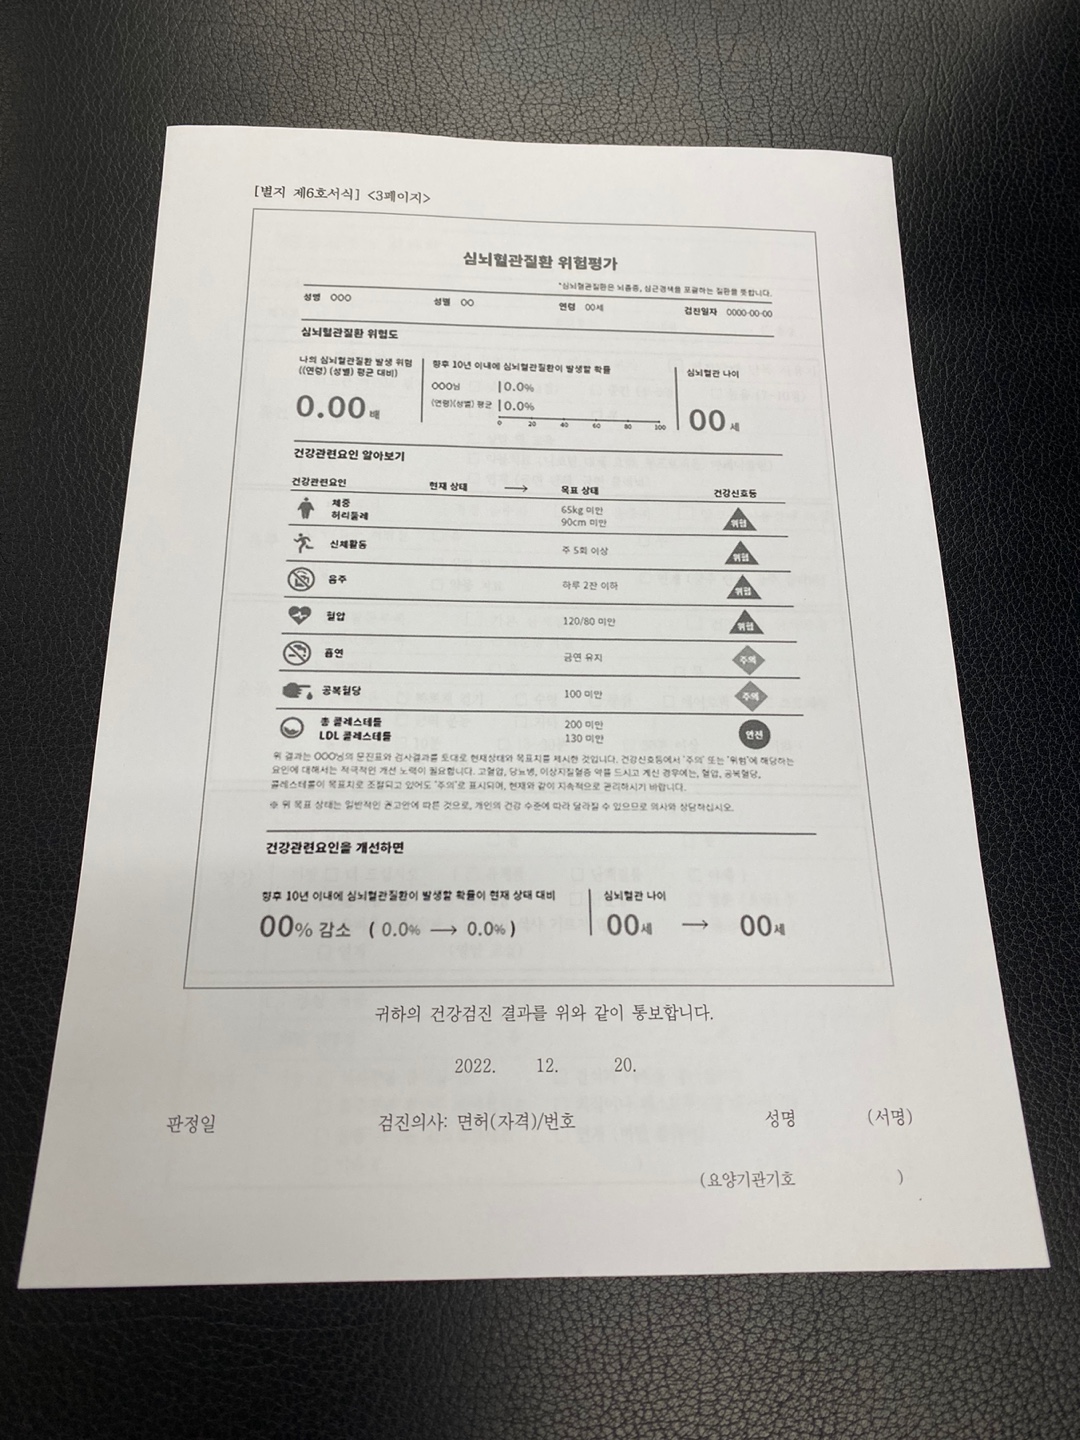 [별지 제6호서식] <3페이지>
심뇌혈관질환 위험평가
*심뇌혈관질환은 뇌졸중, 심근경색을 포괄하는 질환을 뜻합니다.
성명 OOO 성별 OO 연령 00세 검진일자 0000-00-00
심뇌혈관질환 위험도
나의 심뇌혈관질환 발생 위험
((연령) (성별) 평균 대비)
0.00배
향후 10년 이내에 심뇌혈관질환이 발생할 확률
OOO님 0.0%
(연령)(성별) 평균 0.0%
0 20 40 60 80 100
심뇌혈관 나이
00세
건강관련요인 알아보기
건강관련요인 현재 상태 → 목표 상태 건강신호등
체중 65kg 미만 위험
허리둘레 90cm 미만
신체활동 주 5회 이상 위험
음주 하루 2잔 이하 위험
혈압 120/80 미만 위험
흡연 금연 유지 주의
공복혈당 100 미만 주의
총 콜레스테롤 200 미만 안전
LDL 콜레스테롤 130 미만
위 결과는 OOO님의 문진표와 검사결과를 토대로 현재상태와 목표치를 제시한 것입니다. 건강신호등에서 '주의' 또는 '위험'에 해당하는
요인에 대해서는 적극적인 개선 노력이 필요합니다. 고혈압, 당뇨병, 이상지질혈증 약을 드시고 계신 경우에는, 혈압, 공복혈당,
콜레스테롤이 목표치로 조절되고 있어도 '주의'로 표시되며, 현재와 같이 지속적으로 관리하시기 바랍니다.
※ 위 목표 상태는 일반적인 권고안에 따른 것으로, 개인의 건강 수준에 따라 달라질 수 있으므로 의사와 상담하십시오.
건강관련요인을 개선하면
향후 10년 이내에 심뇌혈관질환이 발생할 확률이 현재 상태 대비
00% 감소 ( 0.0% → 0.0% )
심뇌혈관 나이
00세 → 00세
귀하의 건강검진 결과를 위와 같이 통보합니다.
2022. 12. 20.
판정일 검진의사: 면허(자격)/번호 성명 (서명)
(요양기관기호 )